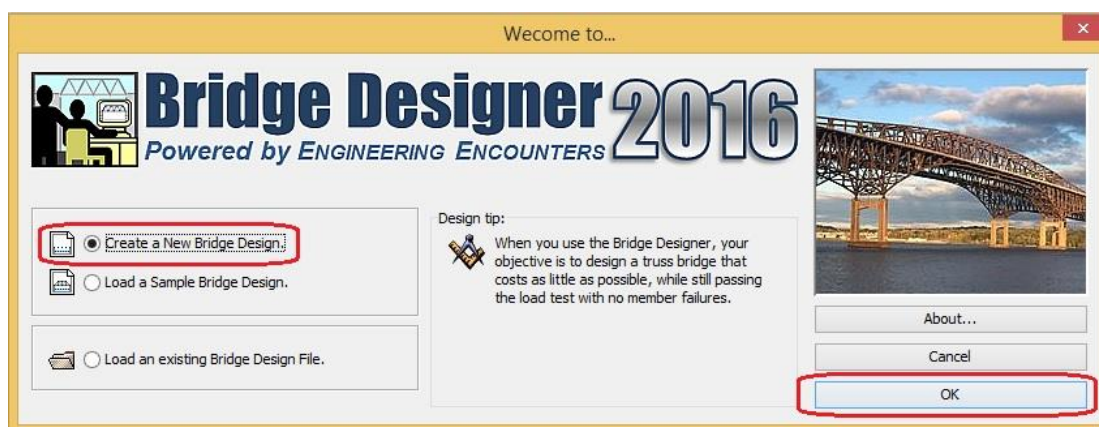 Wecome to...
Bridge Designer 2016
Powered by ENGINEERING ENCOUNTERS
Create a New Bridge Design.
Load a Sample Bridge Design.
Load an existing Bridge Design File.
Design tip:
When you use the Bridge Designer, your
objective is to design a truss bridge that
costs as little as possible, while still passing
the load test with no member failures.
About...
Cancel
OK